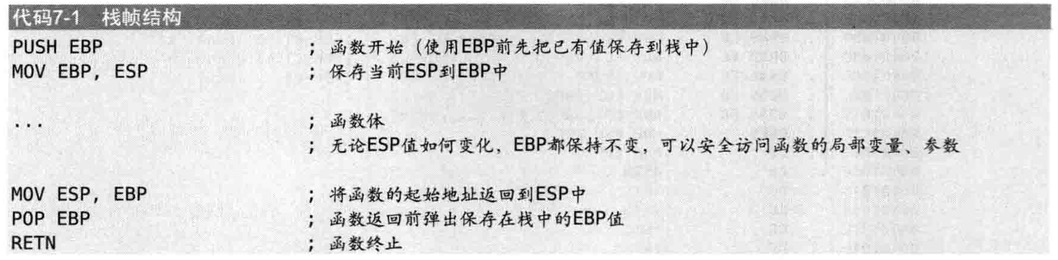 代码7-1 栈帧结构
PUSH EBP ; 函数开始（使用EBP前先把已有值保存到栈中）
MOV EBP, ESP ; 保存当前ESP到EBP中
... ; 函数体
; 无论ESP值如何变化，EBP都保持不变，可以安全访问函数的局部变量、参数
MOV ESP, EBP ; 将函数的起始地址返回到ESP中
POP EBP ; 函数返回前弹出保存在栈中的EBP值
RETN ; 函数终止